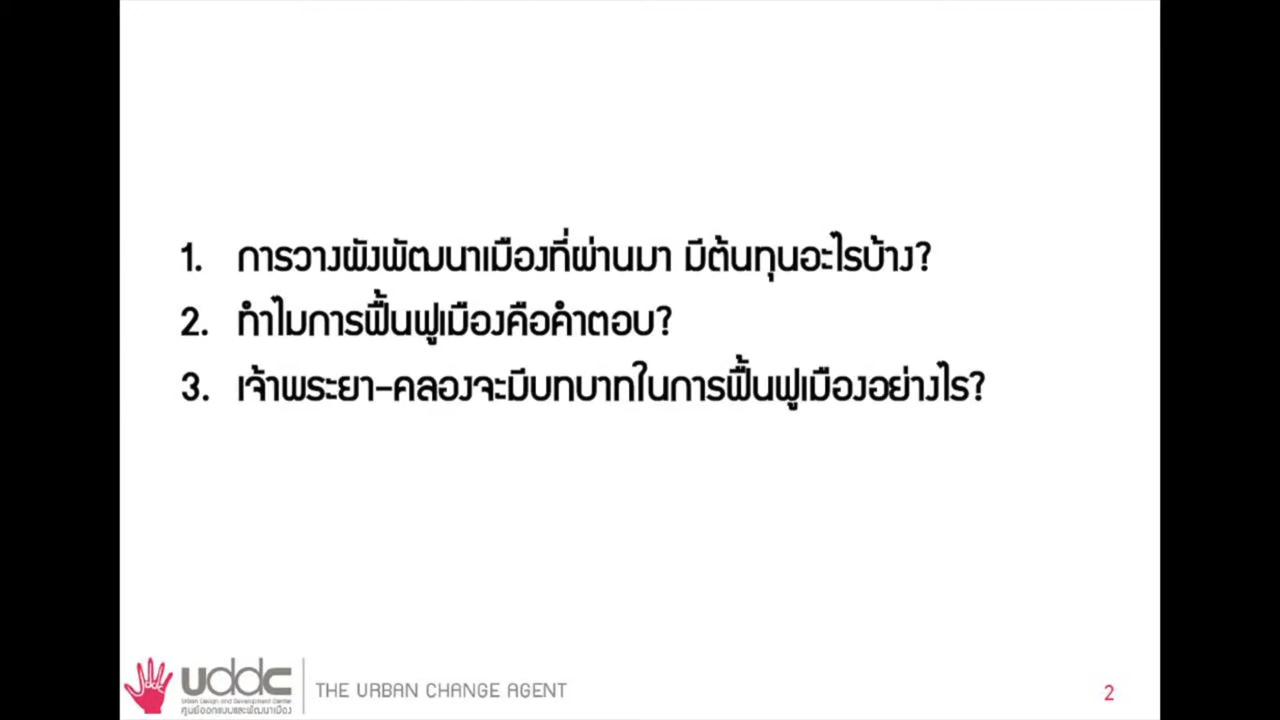 1. การวางผังพัฒนาเมืองที่ผ่านมา มีต้นทุนอะไรบ้าง?
2. ทำไมการฟื้นฟูเมืองคือคำตอบ?
3. เจ้าพระยา-คลองจะมีบทบาทในการฟื้นฟูเมืองอย่างไร?
uddc
Urban Design and Development Center
ศูนย์ออกแบบและพัฒนาเมือง
THE URBAN CHANGE AGENT
2